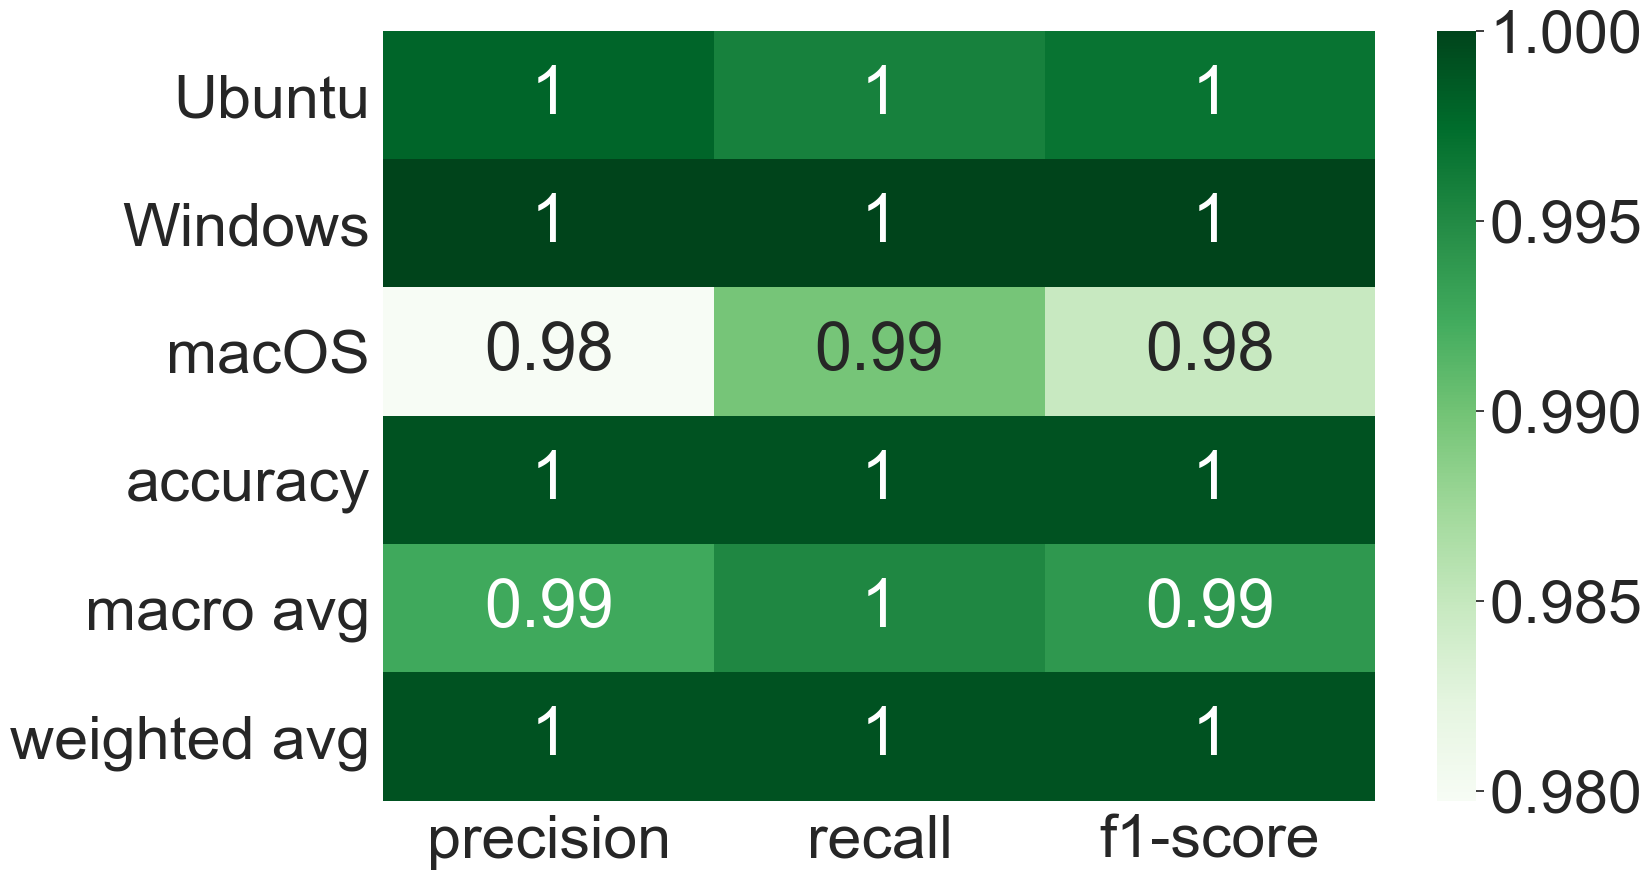 Ubuntu 1 1 1
Windows 1 1 1
macOS 0.98 0.99 0.98
accuracy 1 1 1
macro avg 0.99 1 0.99
weighted avg 1 1 1
precision recall f1-score
1.000
0.995
0.990
0.985
0.980